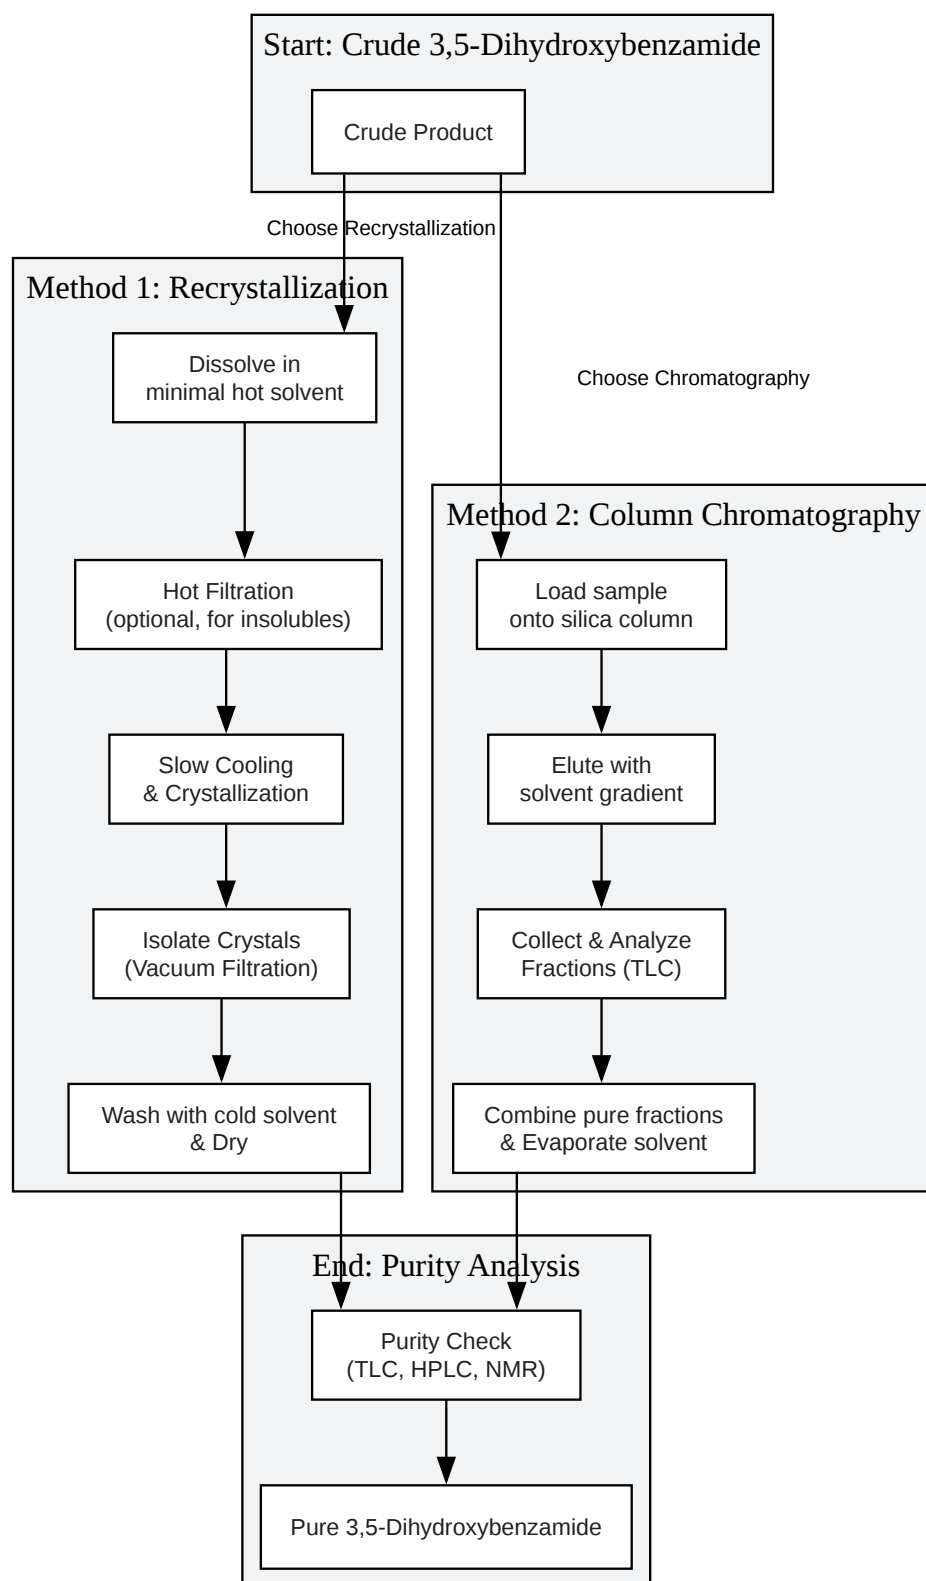 Start: Crude 3,5-Dihydroxybenzamide
Crude Product
Choose Recrystallization
Method 1: Recrystallization
Dissolve in
minimal hot solvent
Hot Filtration
(optional, for insolubles)
Slow Cooling
& Crystallization
Isolate Crystals
(Vacuum Filtration)
Wash with cold solvent
& Dry
Choose Chromatography
Method 2: Column Chromatography
Load sample
onto silica column
Elute with
solvent gradient
Collect & Analyze
Fractions (TLC)
Combine pure fractions
& Evaporate solvent
End: Purity Analysis
Purity Check
(TLC, HPLC, NMR)
Pure 3,5-Dihydroxybenzamide